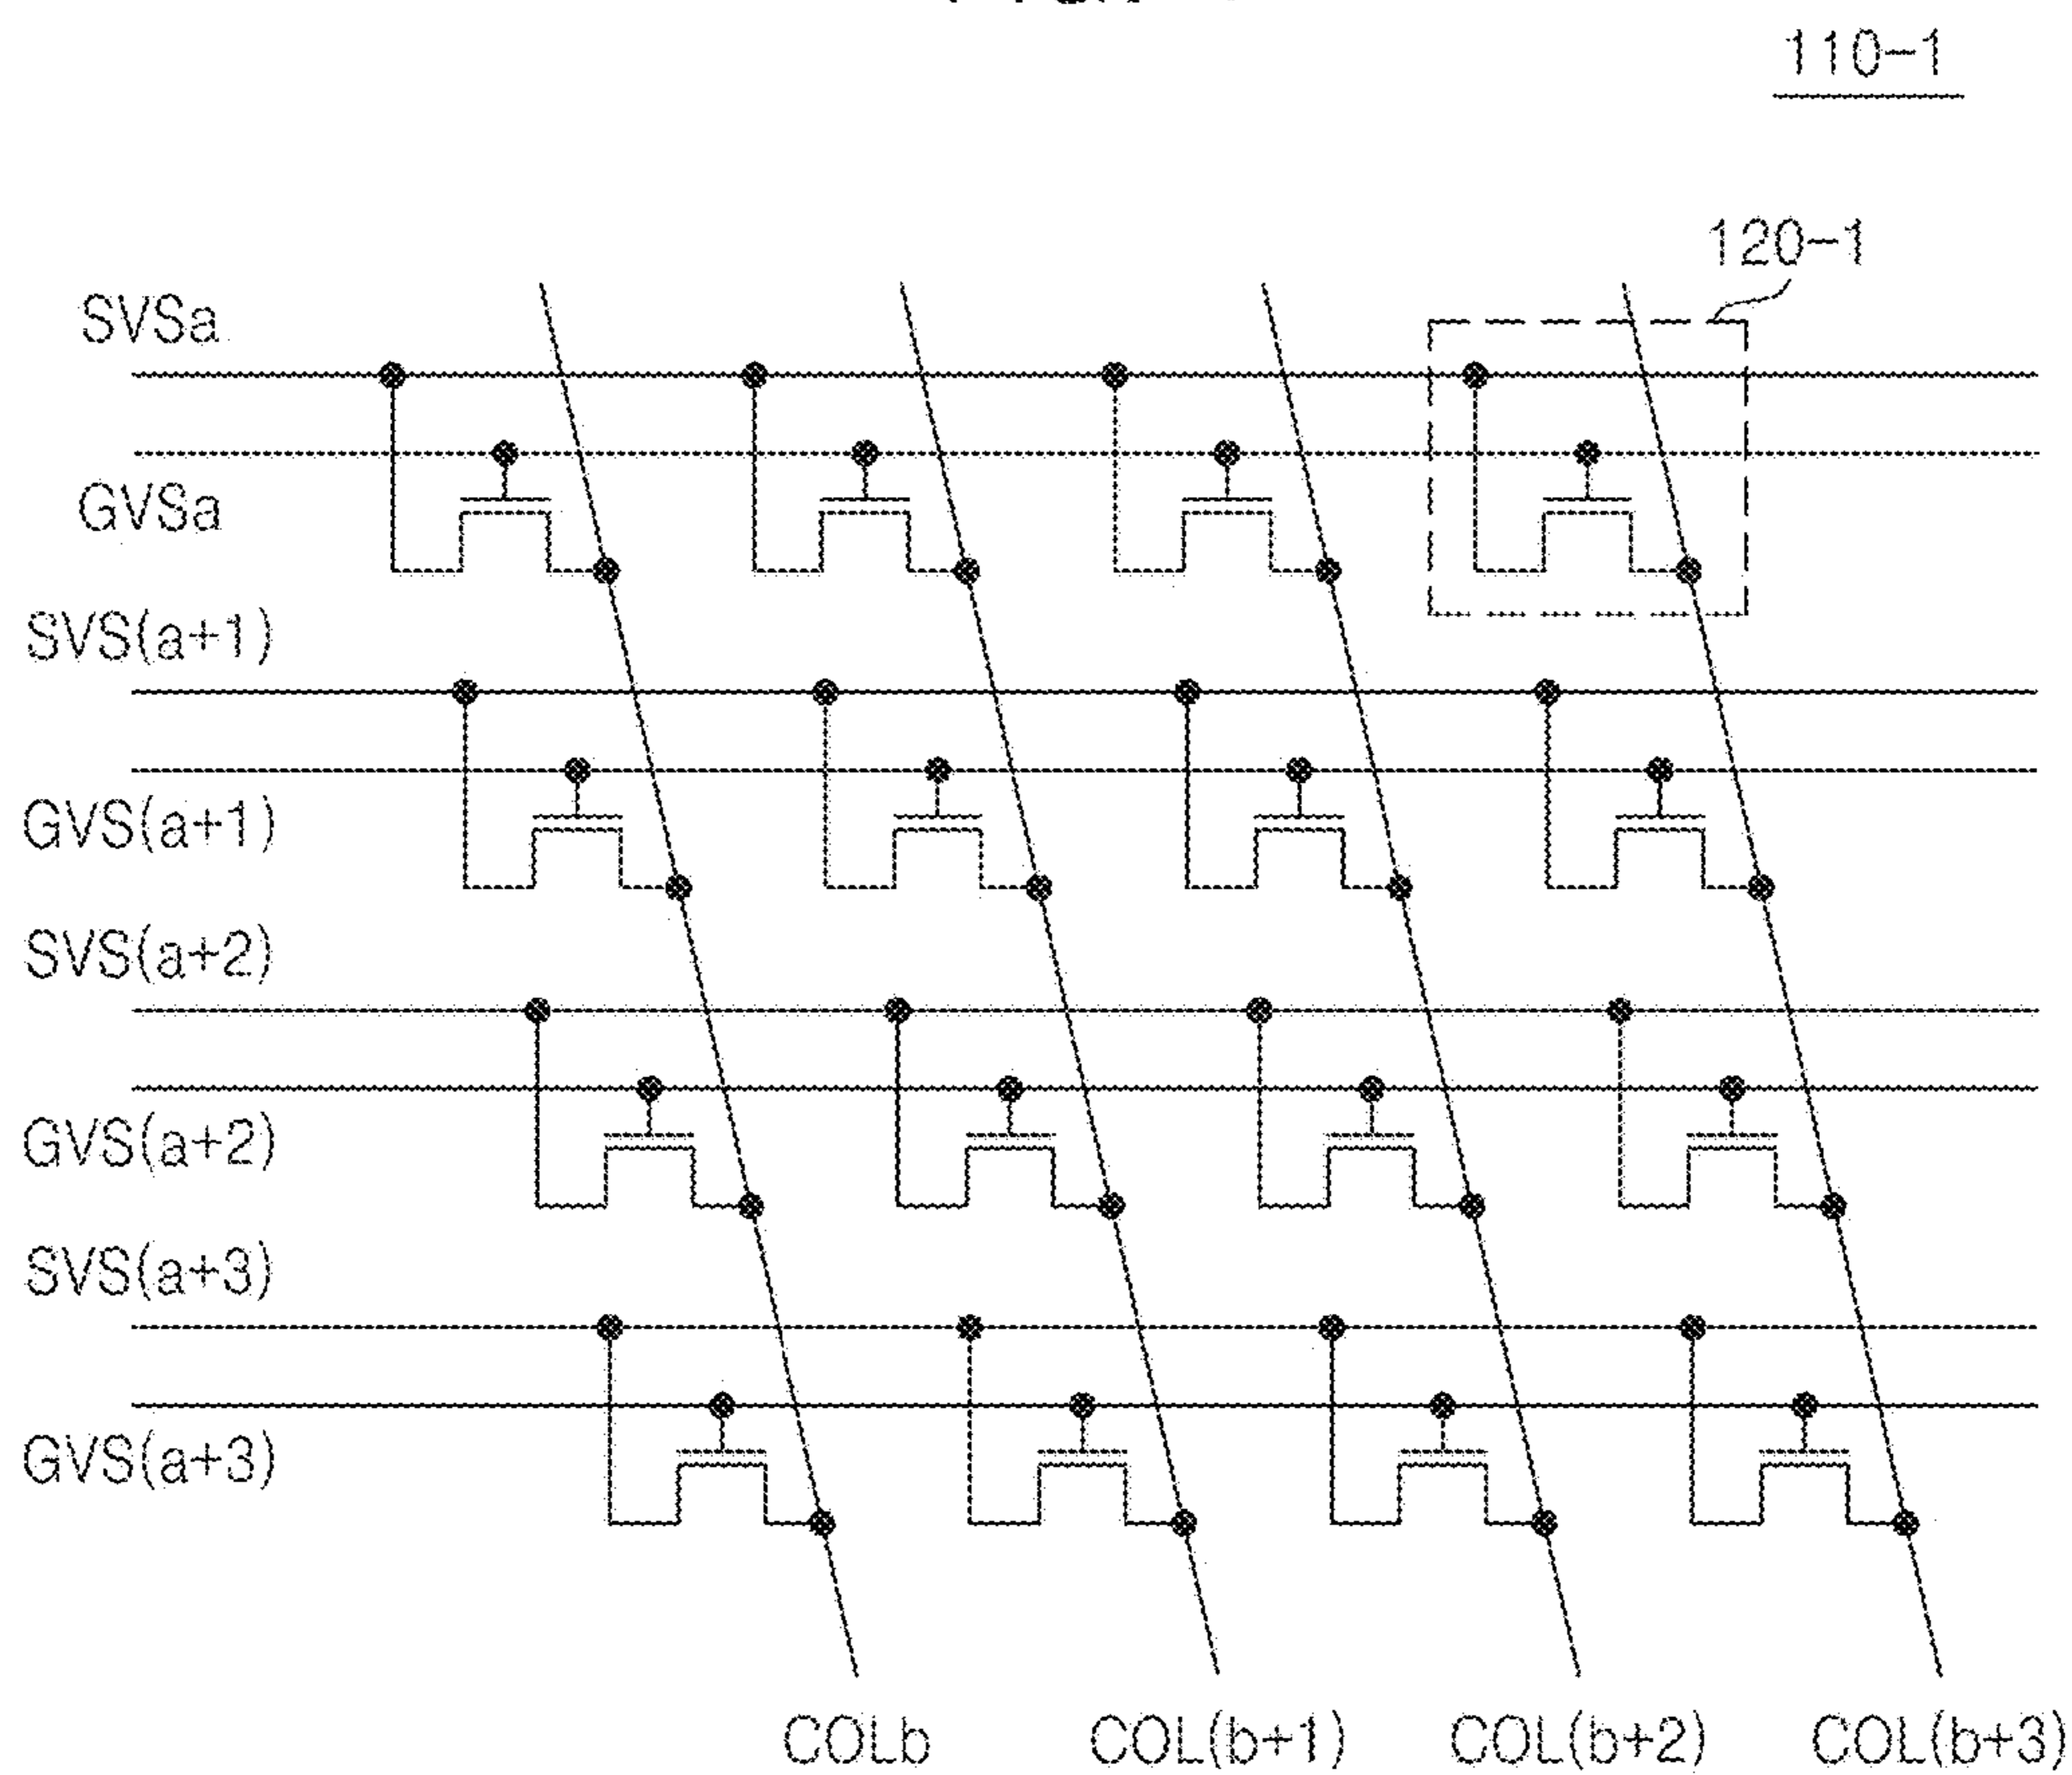 110-1
120-1
SVSa
GVSa
SVS(a+1)
GVS(a+1)
SVS(a+2)
GVS(a+2)
SVS(a+3)
GVS(a+3)
COLb COL(b+1) COL(b+2) COL(b+3)